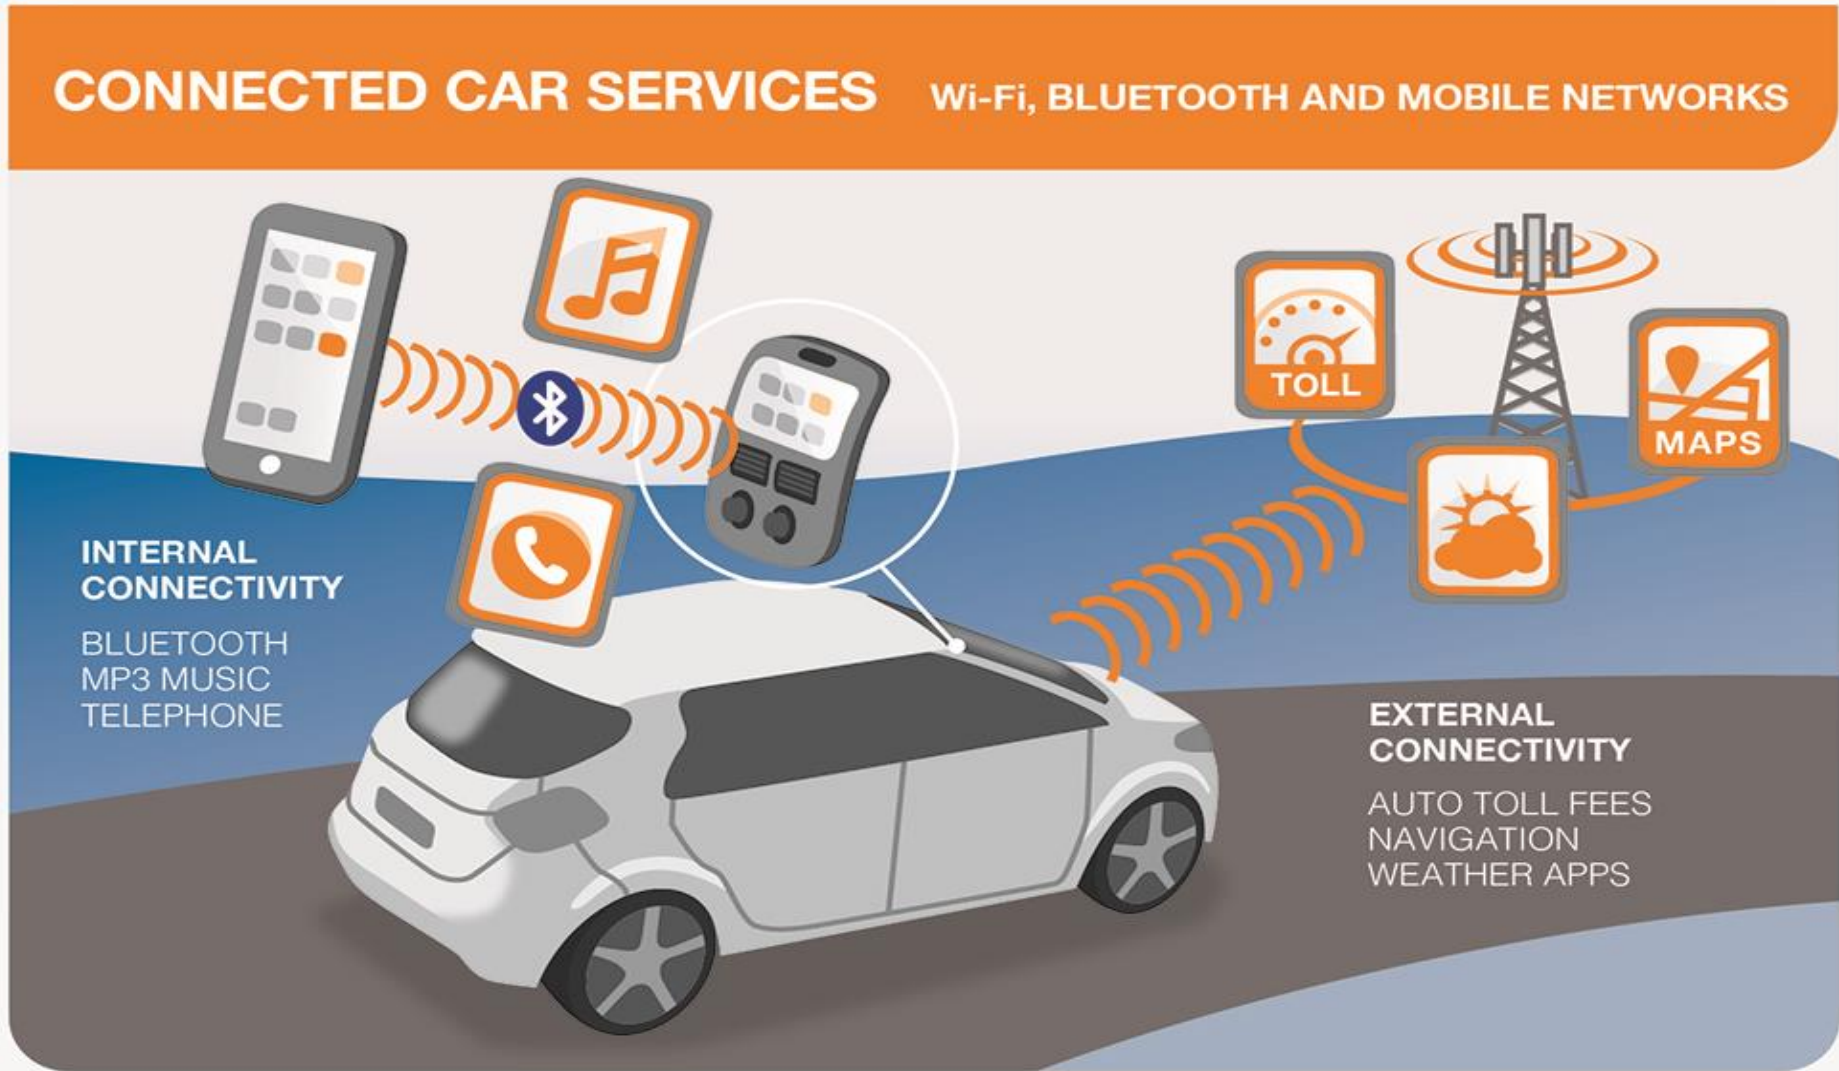 CONNECTED CAR SERVICES Wi-Fi, BLUETOOTH AND MOBILE NETWORKS
TOLL
MAPS
INTERNAL
CONNECTIVITY
BLUETOOTH
MP3 MUSIC
TELEPHONE
EXTERNAL
CONNECTIVITY
AUTO TOLL FEES
NAVIGATION
WEATHER APPS